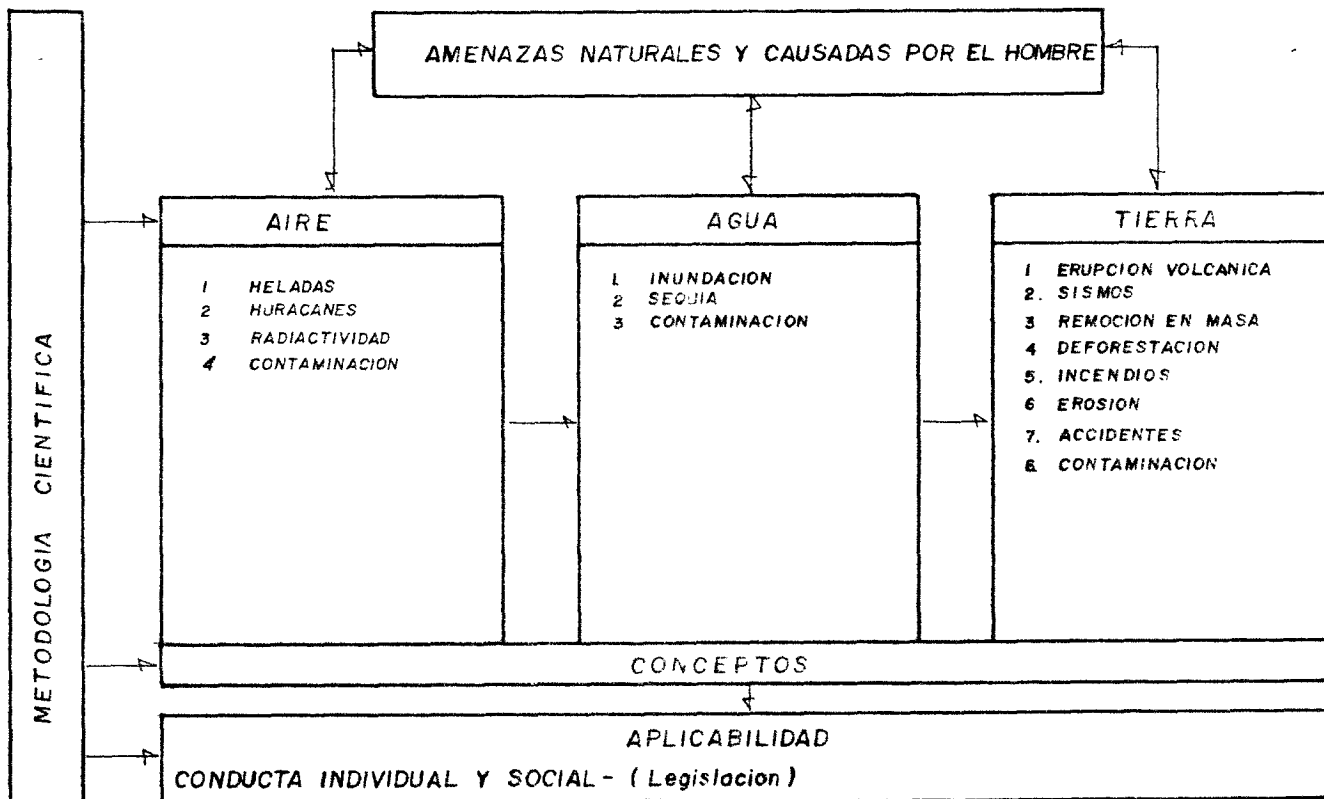 AMENAZAS NATURALES Y CAUSADAS POR EL HOMBRE
METODOLOGIA CIENTIFICA
AIRE
1 HELADAS
2 HURACANES
3 RADIACTIVIDAD
4 CONTAMINACION
AGUA
1. INUNDACION
2 SEQUIA
3 CONTAMINACION
TIERRA
1 ERUPCION VOLCANICA
2. SISMOS
3 REMOCION EN MASA
4 DEFORESTACION
5. INCENDIOS
6 EROSION
7. ACCIDENTES
8. CONTAMINACION
CONCEPTOS
APLICABILIDAD
CONDUCTA INDIVIDUAL Y SOCIAL - (Legislacion)